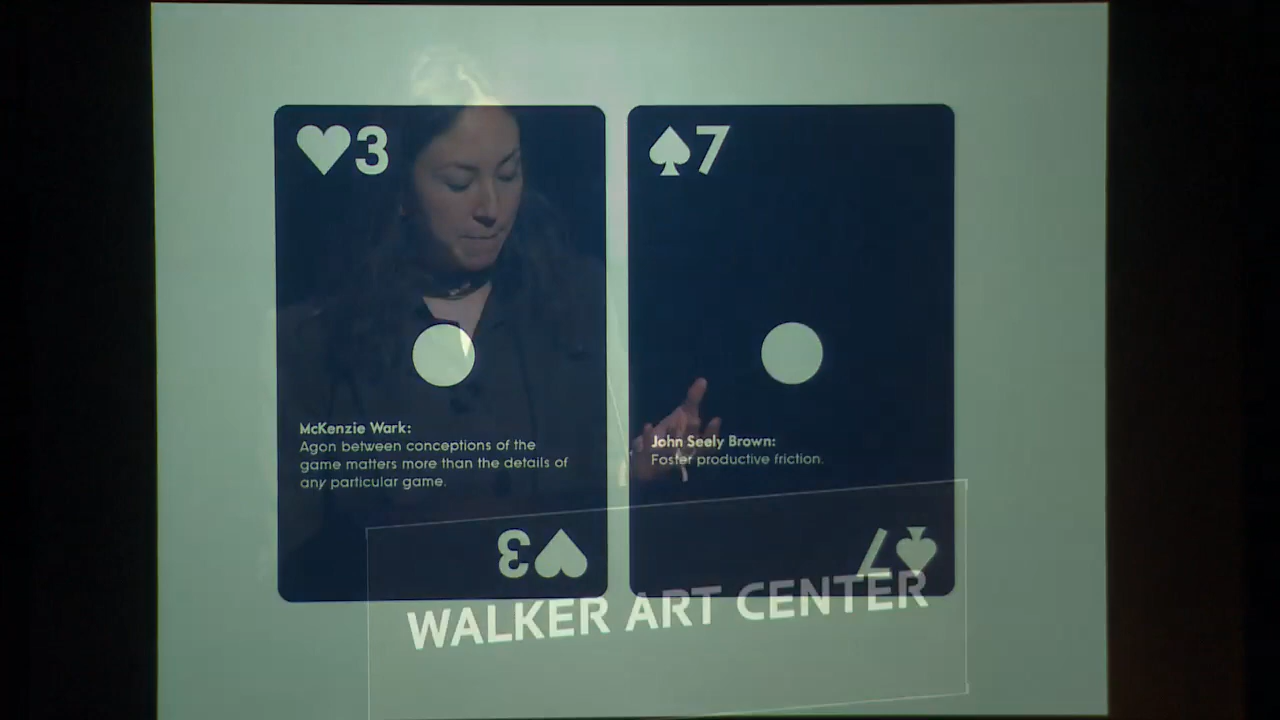 ♥3
♠7
McKenzie Wark:
Agon between conceptions of the
game matters more than the details of
any particular game.
John Seely Brown:
Foster productive friction.
3♥
7♠
WALKER ART CENTER